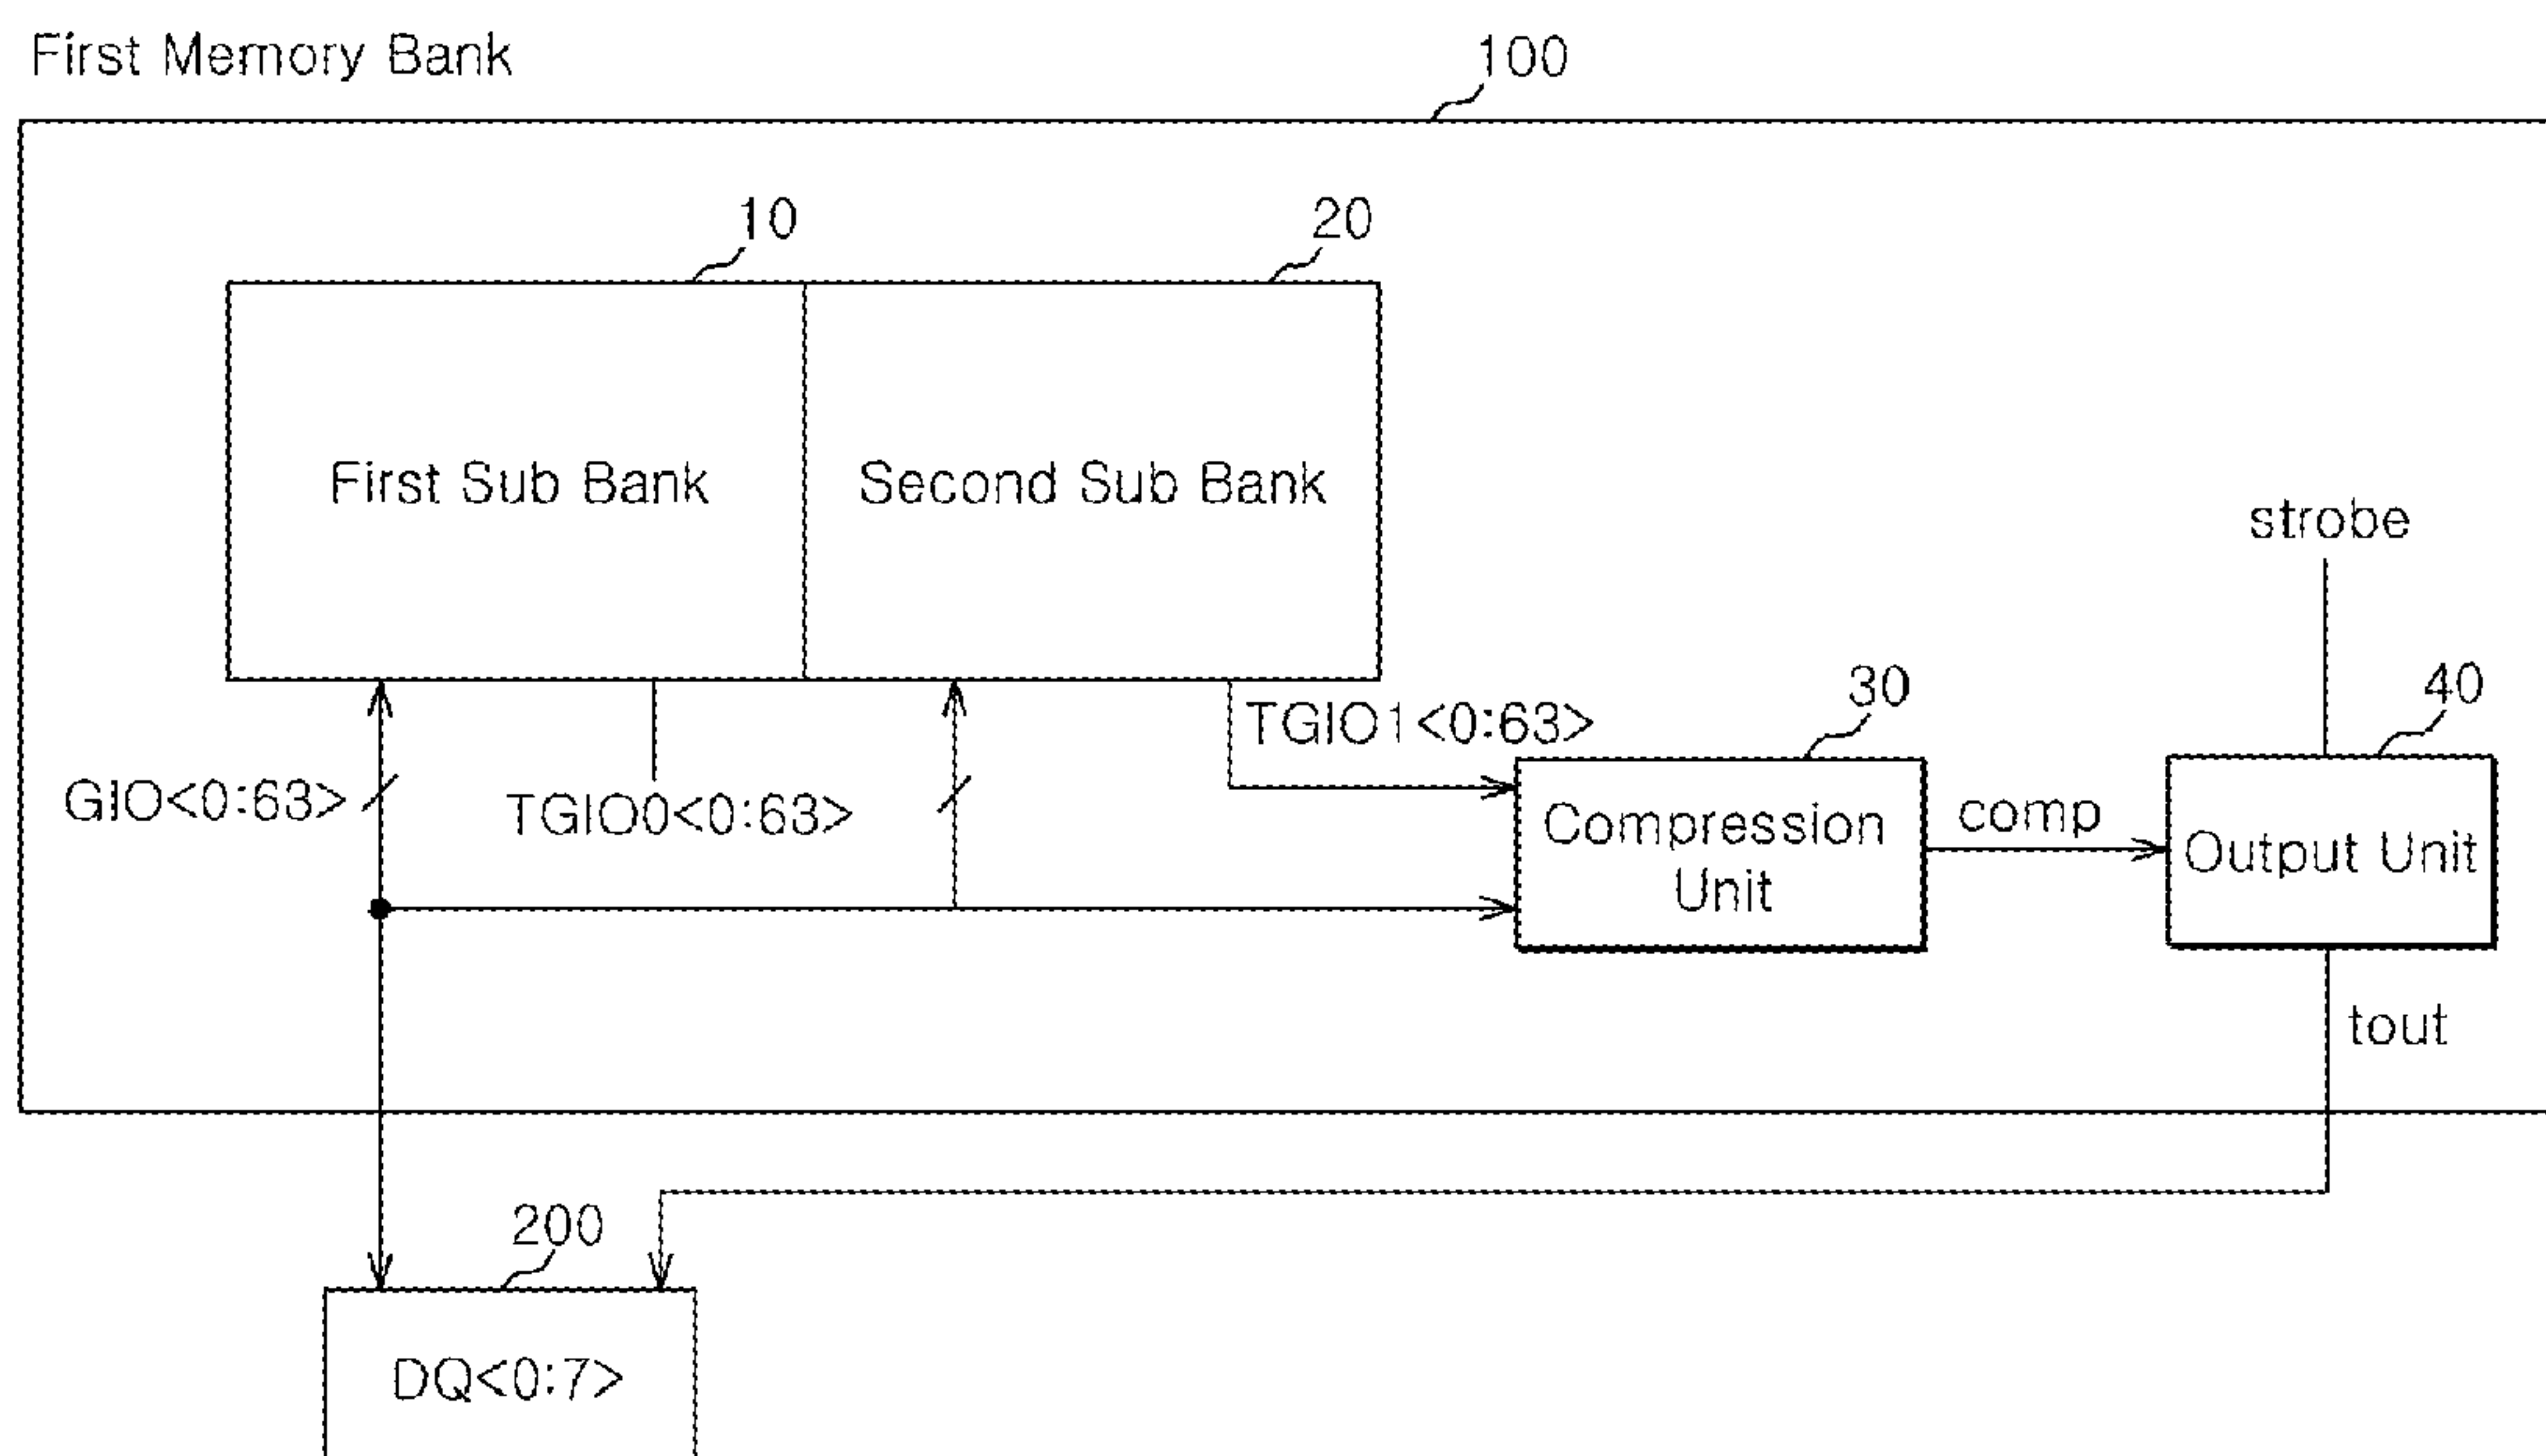 First Memory Bank
100
10
20
First Sub Bank
Second Sub Bank
strobe
30
40
TGIO1<0:63>
GIO<0:63>
TGIO0<0:63>
Compression
Unit
comp
Output Unit
tout
200
DQ<0:7>